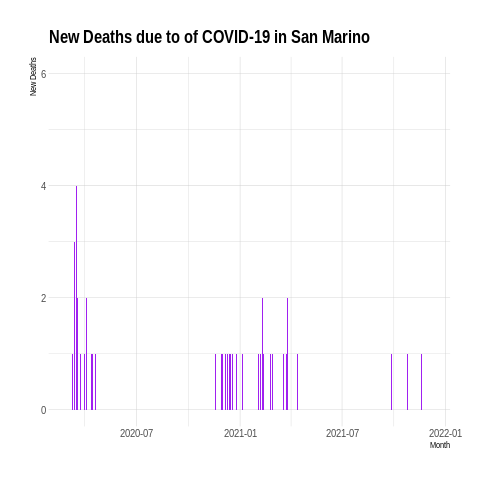 New Deaths due to of COVID-19 in San Marino
New Deaths
6
4
2
0
2020-07
2021-01
2021-07
2022-01
Month